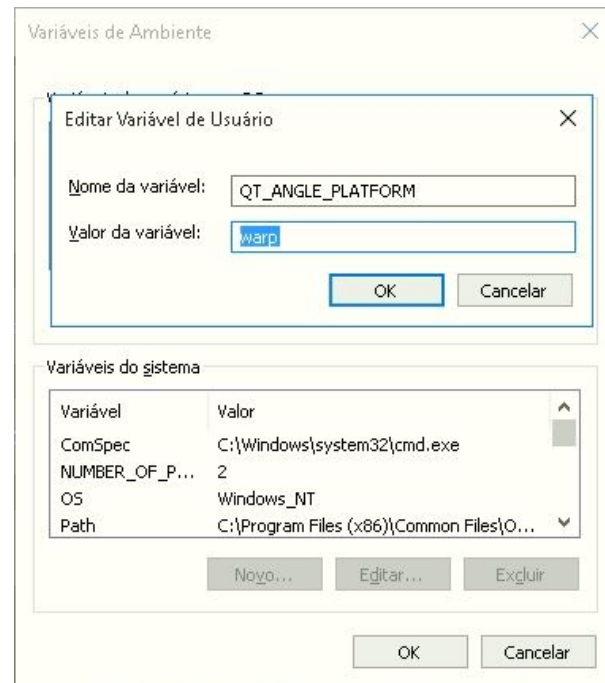 Variáveis de Ambiente
Editar Variável de Usuário
Nome da variável: QT_ANGLE_PLATFORM
Valor da variável: warp
OK Cancelar
Variáveis do sistema
Variável Valor
ComSpec C:\Windows\system32\cmd.exe
NUMBER_OF_P... 2
OS Windows_NT
Path C:\Program Files (x86)\Common Files\O...
Novo... Editar... Excluir
OK Cancelar